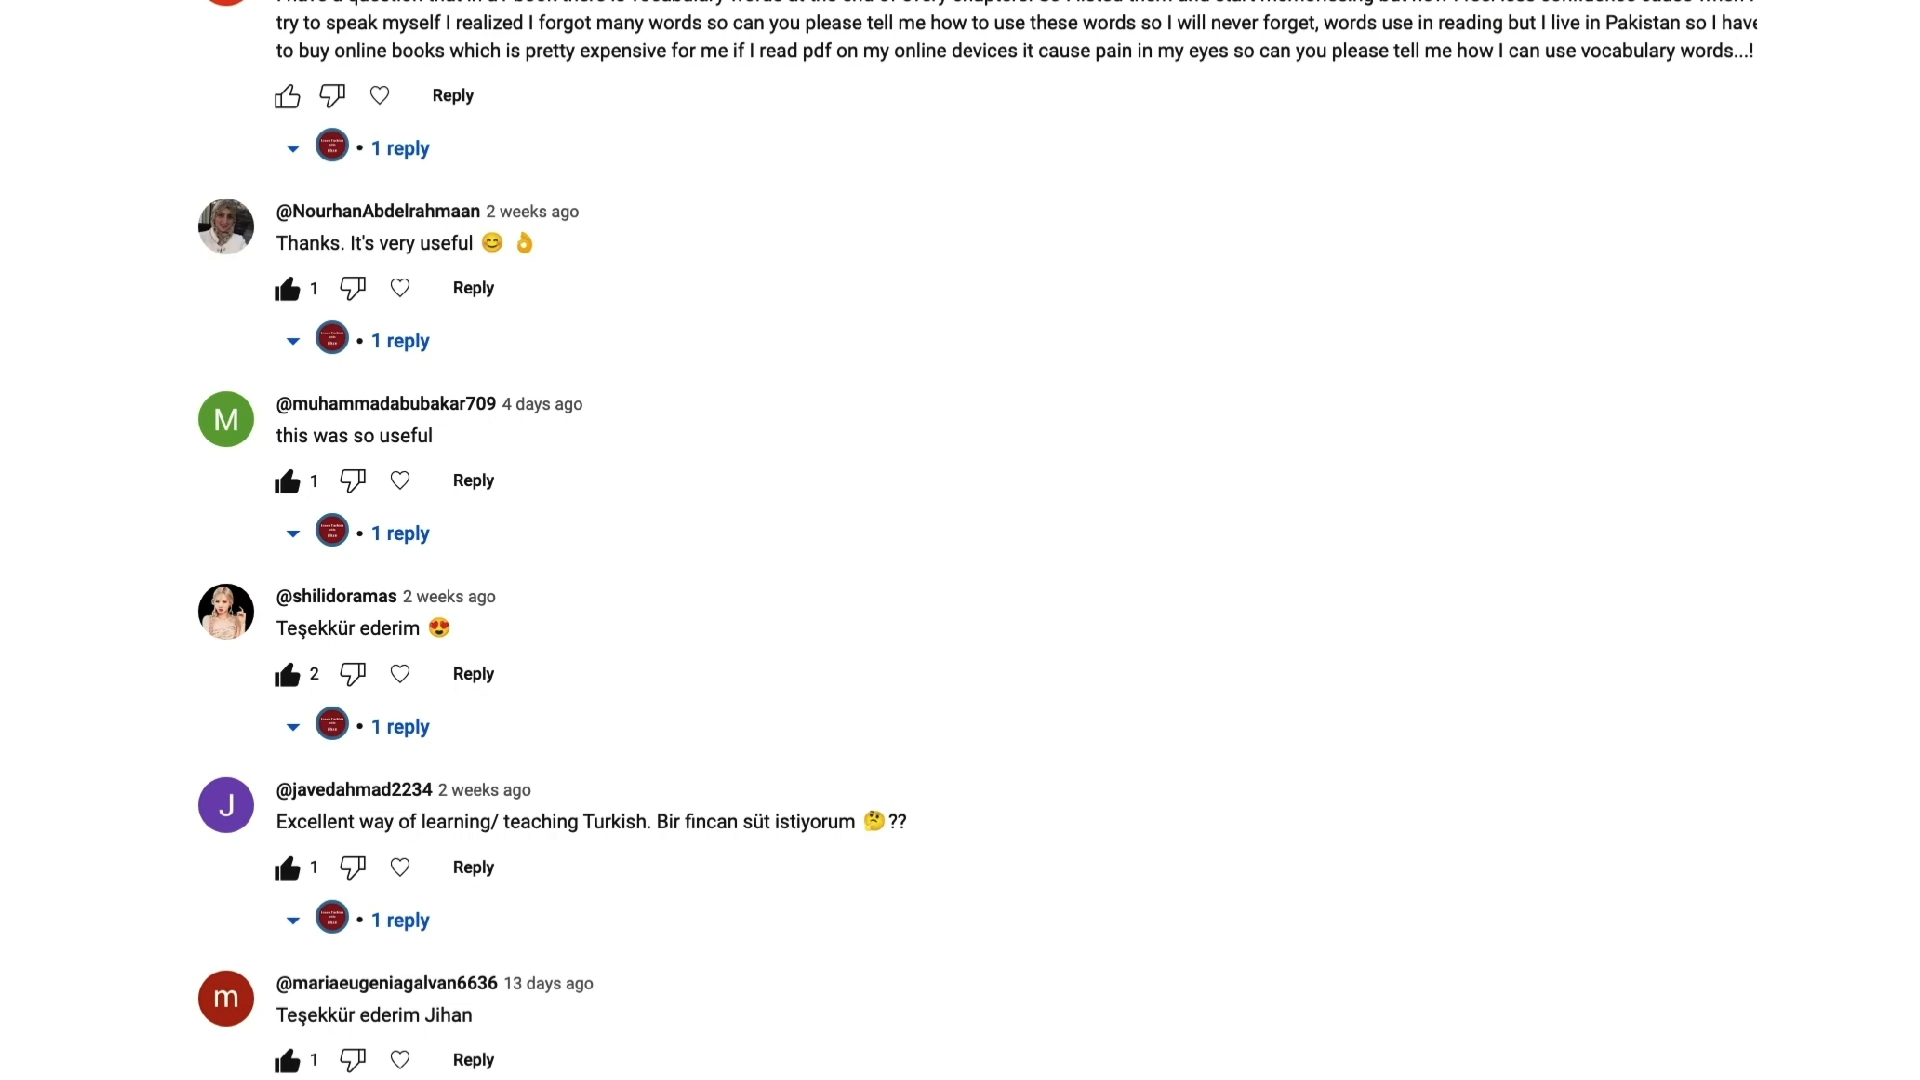 try to speak myself I realized I forgot many words so can you please tell me how to use these words so I will never forget, words use in reading but I live in Pakistan so I have
to buy online books which is pretty expensive for me if I read pdf on my online devices it cause pain in my eyes so can you please tell me how I can use vocabulary words...!
Reply
• 1 reply
@NourhanAbdelrahmaan 2 weeks ago
Thanks. It's very useful 😊 👌
1 Reply
• 1 reply
M
@muhammadabubakar709 4 days ago
this was so useful
1 Reply
• 1 reply
@shilidoramas 2 weeks ago
Teşekkür ederim 😍
2 Reply
• 1 reply
J
@javedahmad2234 2 weeks ago
Excellent way of learning/ teaching Turkish. Bir fincan süt istiyorum 🤔??
1 Reply
• 1 reply
m
@mariaeugeniagalvan6636 13 days ago
Teşekkür ederim Jihan
1 Reply